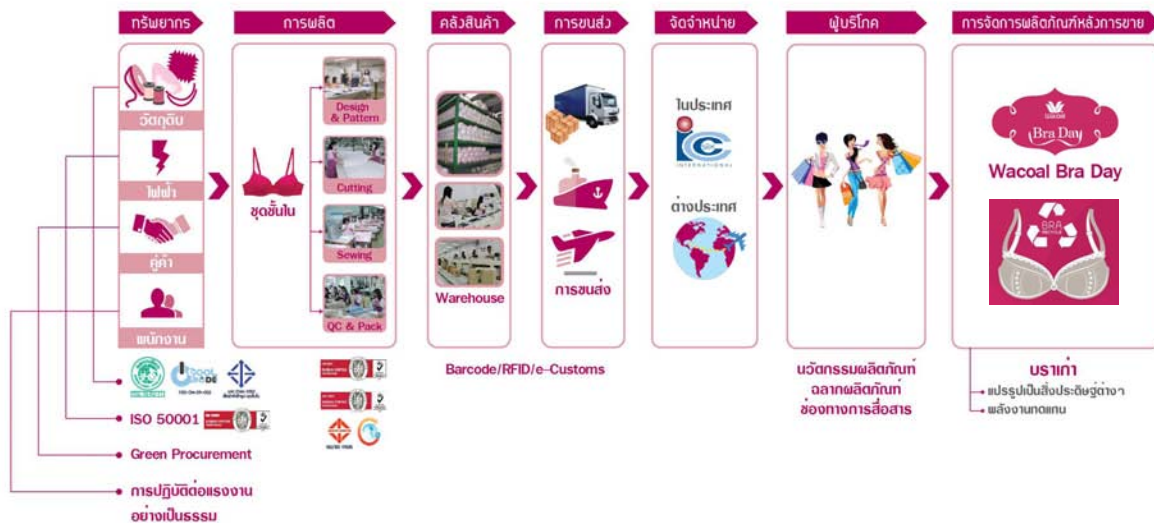 ทรัพยากร
การผลิต
คลังสินค้า
การขนส่ง
จัดจำหน่าย
ผู้บริโภค
การจัดการผลิตภัณฑ์หลังการขาย
วัตถุดิบ
ไฟฟ้า
คู่ค้า
พนักงาน
ชุดชั้นใน
Design
& Pattern
Cutting
Sewing
QC & Pack
Warehouse
การขนส่ง
ในประเทศ
ICC
INTERNATIONAL
ต่างประเทศ
Bra Day
Wacoal Bra Day
BRA
RECYCLE
Barcode/RFID/e-Customs
นวัตกรรมผลิตภัณฑ์
ฉลากผลิตภัณฑ์
ช่องทางการสื่อสาร
บราเก่า
แปรรูปเป็นสิ่งประดิษฐ์ต่างๆ
พลังงานทดแทน
ISO 50001
Green Procurement
การปฏิบัติต่อแรงงาน
อย่างเป็นธรรม